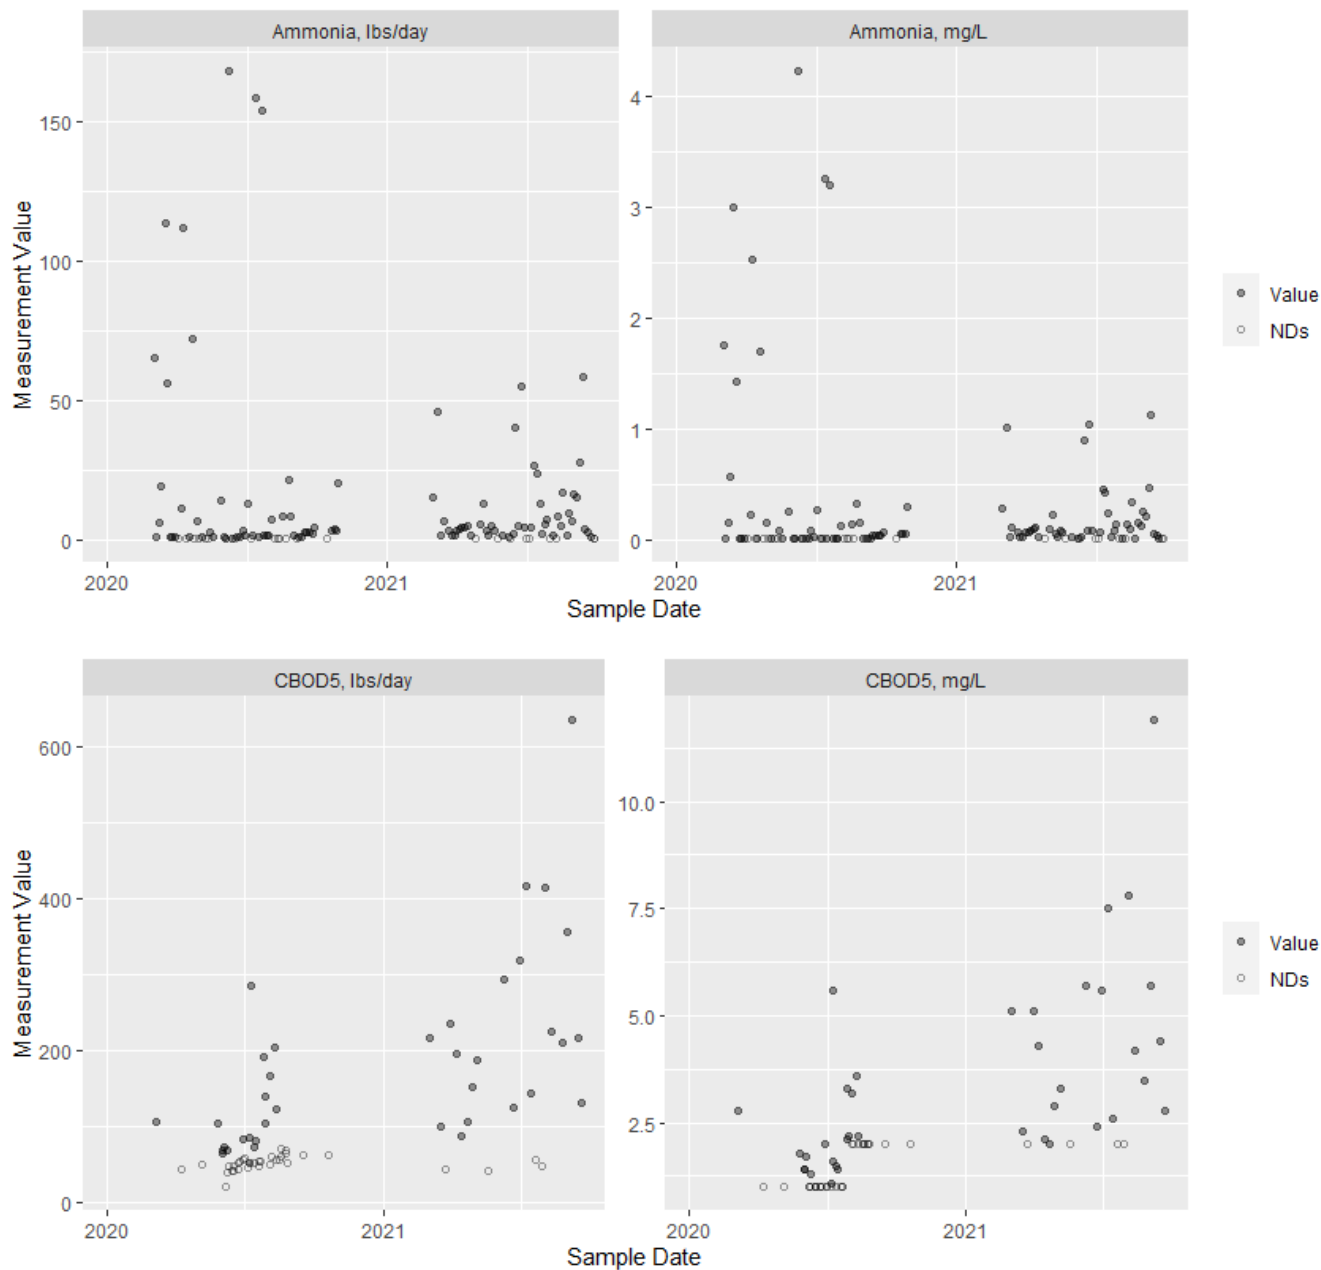 Ammonia, lbs/day
Ammonia, mg/L
150
100
50
0
4
3
2
1
0
Measurement Value
2020
2021
2020
2021
Sample Date
Value
NDs
CBOD5, lbs/day
CBOD5, mg/L
600
400
200
0
10.0
7.5
5.0
2.5
Measurement Value
2020
2021
2020
2021
Sample Date
Value
NDs